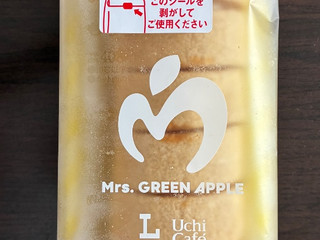 このシールを
剥がして
ご使用ください
Mrs. GREEN APPLE
L Uchi
Café